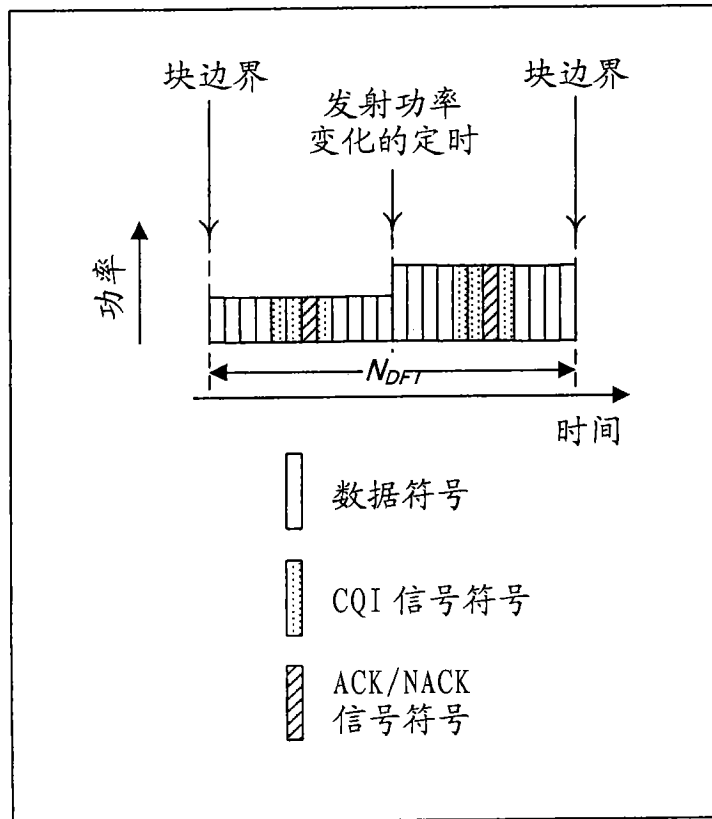 块边界
块边界
发射功率
变化的定时
功率
N_DFT
时间
数据符号
CQI 信号符号
ACK/NACK
信号符号